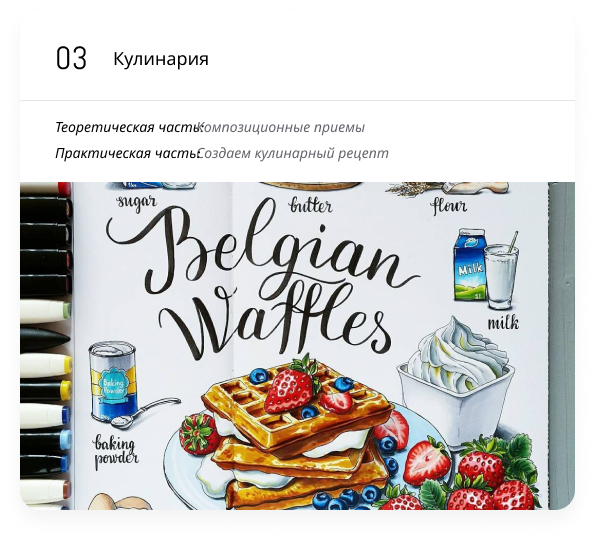 03 Кулинария
Теоретическая часть: Композиционные приемы
Практическая часть: Создаем кулинарный рецепт
sugar
butter
flour
Belgian
Waffles
Milk
milk
Baking
Powder
baking
powder